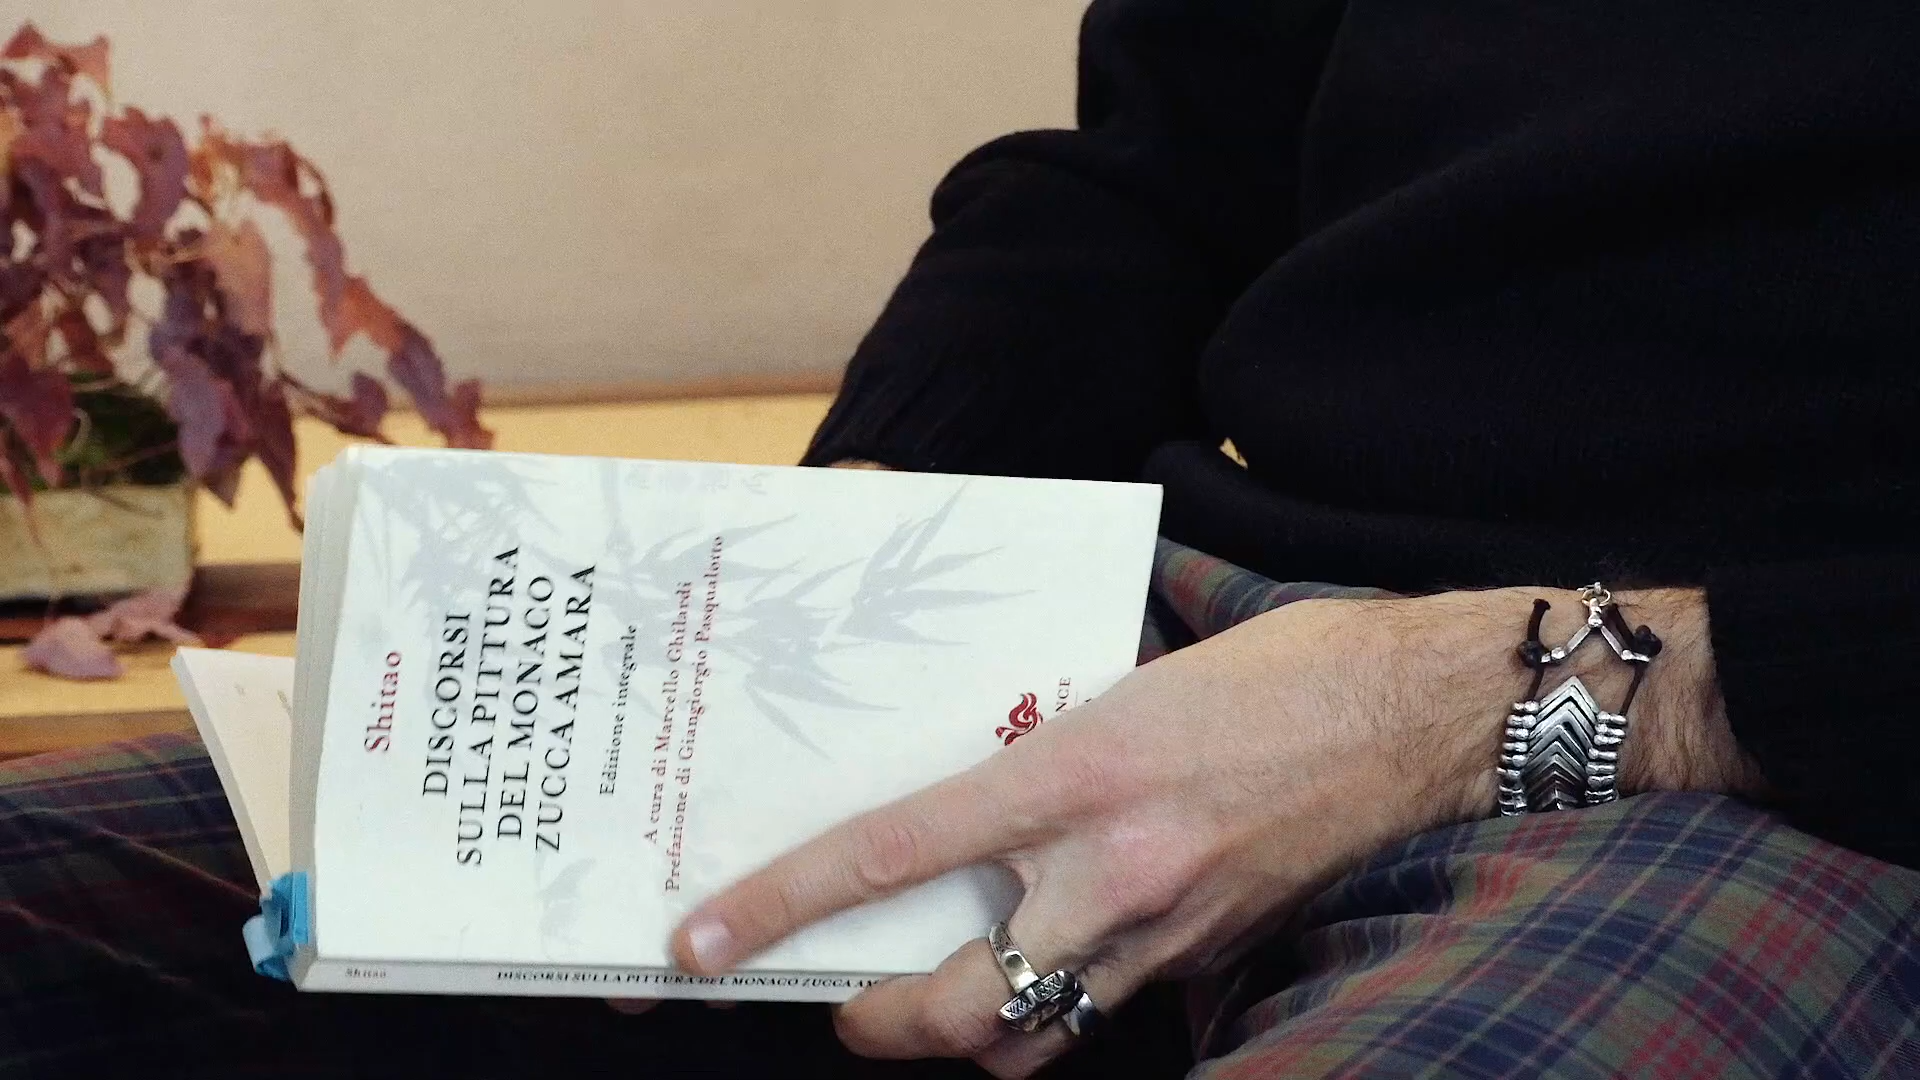 Shitao
DISCORSI
SULLA PITTURA
DEL MONACO
ZUCCA AMARA
Edizione integrale
A cura di Marcello Ghilardi
Prefazione di Giangiorgio Pasqualotto
NCE
Shitao
DISCORSI SULLA PITTURA DEL MONACO ZUCCA AM